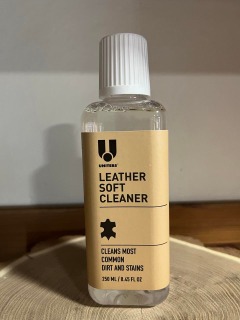 UNITERS
LEATHER
SOFT
CLEANER
CLEANS MOST
COMMON
DIRT AND STAINS
250 ML / 8.45 FL OZ